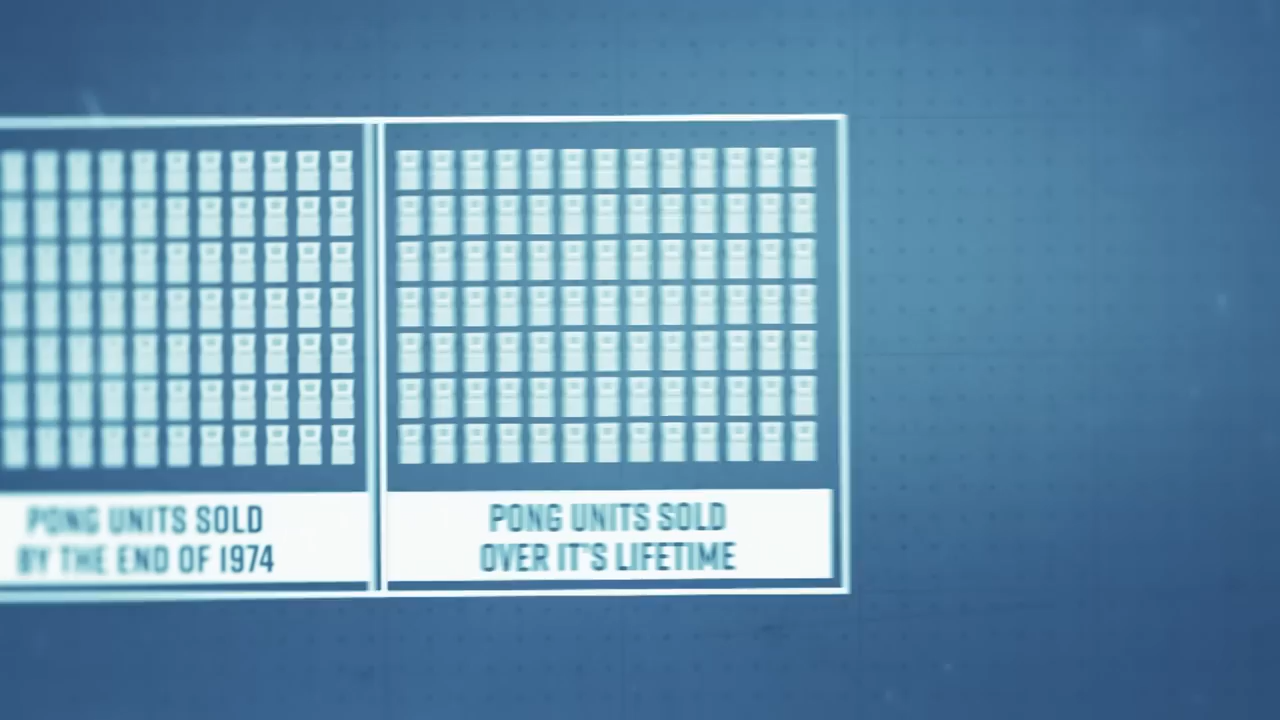 PONG UNITS SOLD
BY THE END OF 1974
PONG UNITS SOLD
OVER IT'S LIFETIME